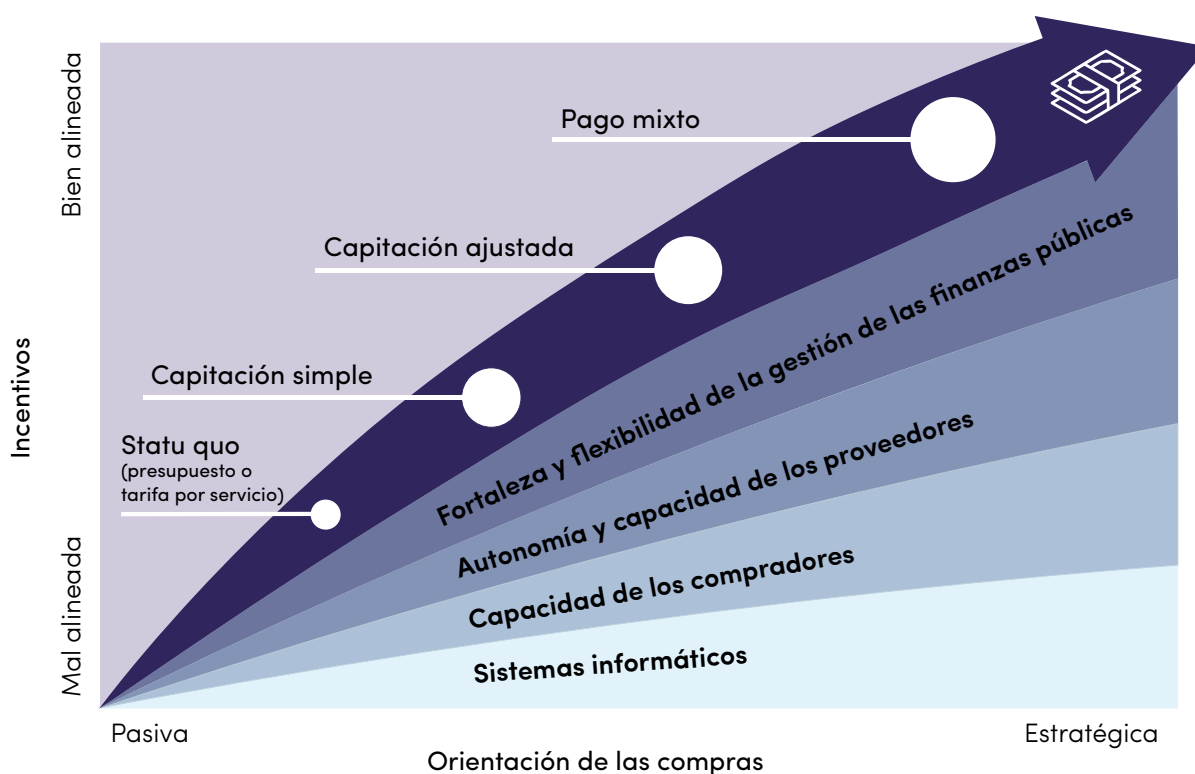 Bien alineada
Pago mixto
Capitación ajustada
Capitación simple
Incentivos
Statu quo
(presupuesto o
tarifa por servicio)
Mal alineada
Fortaleza y flexibilidad de la gestión de las finanzas públicas
Autonomía y capacidad de los proveedores
Capacidad de los compradores
Sistemas informáticos
Pasiva
Estratégica
Orientación de las compras